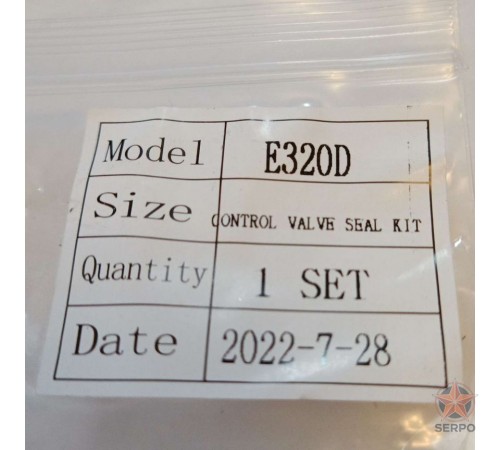 Model E320D
Size CONTROL VALVE SEAL KIT
Quantity 1 SET
Date 2022-7-28
SERPO